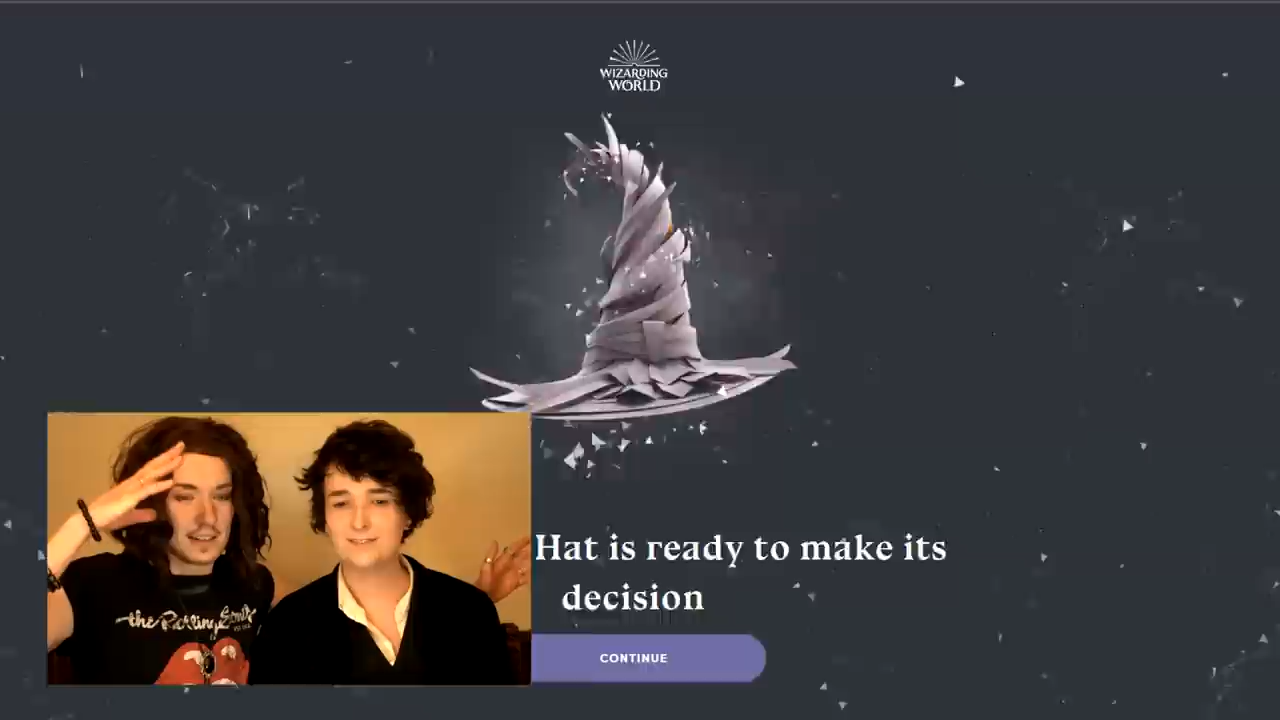 WIZARDING
WORLD
Hat is ready to make its
decision
CONTINUE
the Rolling Stones